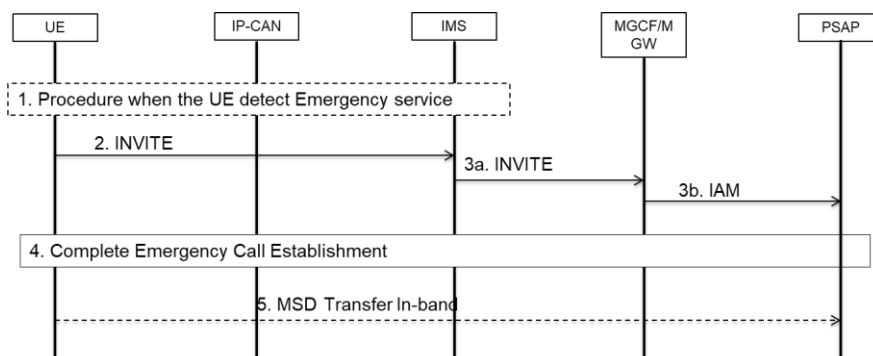 UE
IP-CAN
IMS
MGCF/M
GW
PSAP
1. Procedure when the UE detect Emergency service
2. INVITE
3a. INVITE
3b. IAM
4. Complete Emergency Call Establishment
5. MSD Transfer In-band